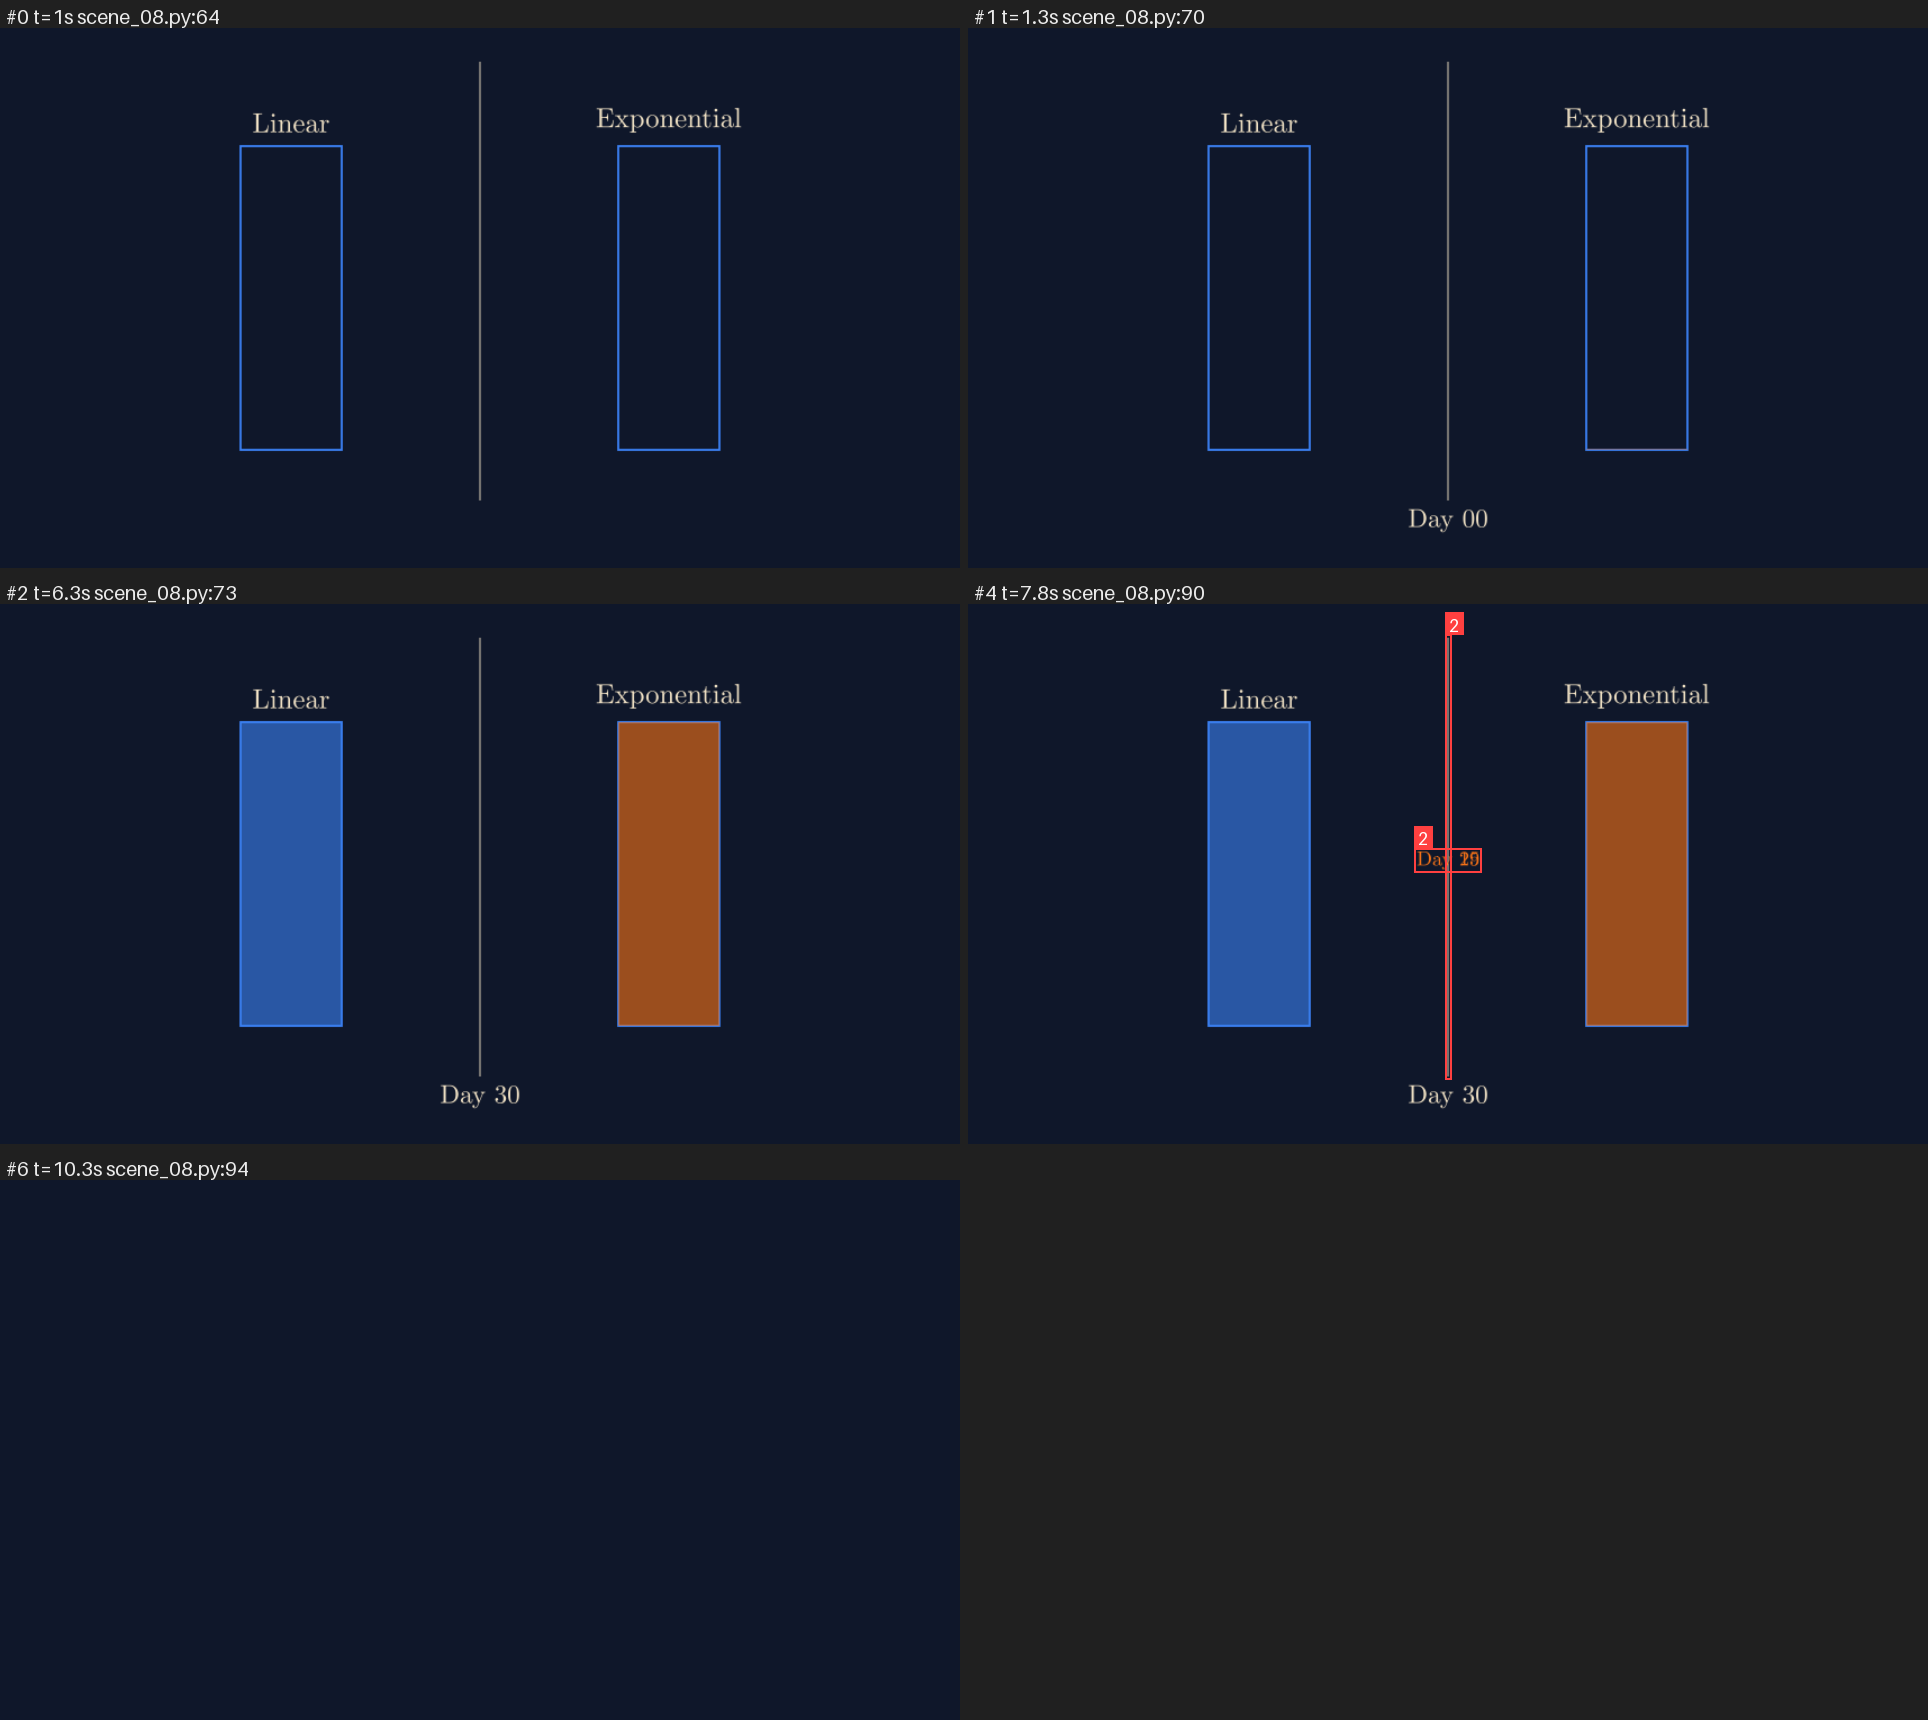 #0 t=1s scene_08.py:64
Linear
Exponential
#1 t=1.3s scene_08.py:70
Linear
Exponential
Day 00
#2 t=6.3s scene_08.py:73
Linear
Exponential
Day 30
#4 t=7.8s scene_08.py:90
2
Linear
Exponential
2
Day
Day 30
#6 t=10.3s scene_08.py:94